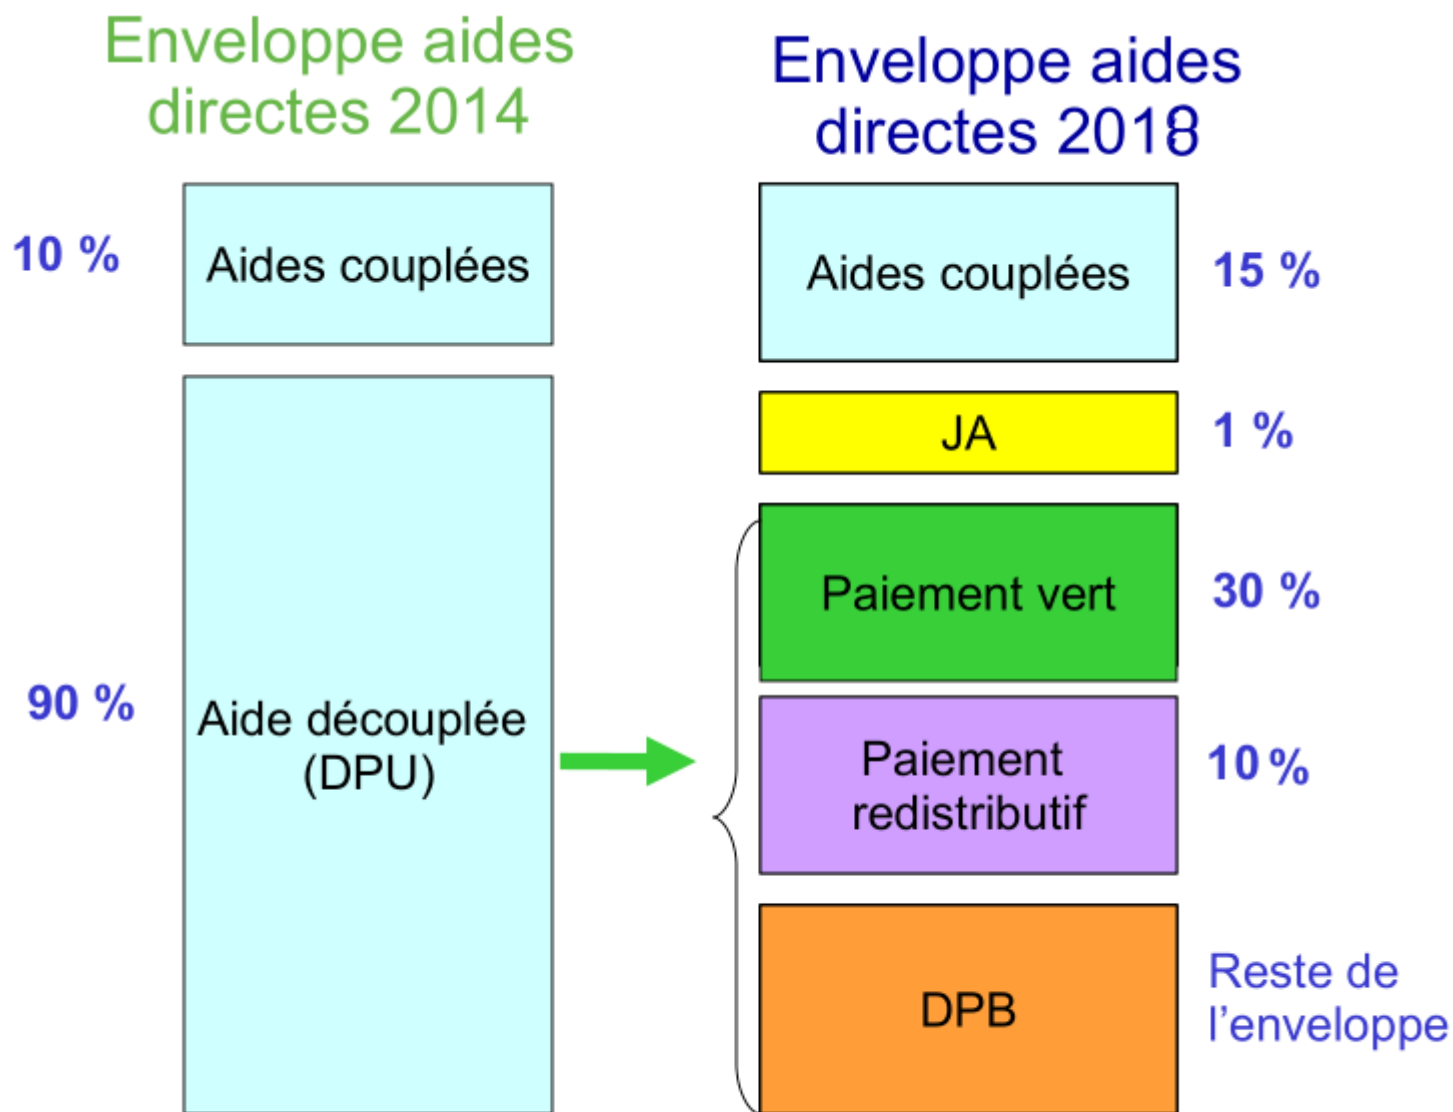 Enveloppe aides
directes 2014
10 %
Aides couplées
90 %
Aide découplée
(DPU)
Enveloppe aides
directes 2018
Aides couplées
15 %
JA
1 %
Paiement vert
30 %
Paiement
redistributif
10 %
DPB
Reste de
l’enveloppe